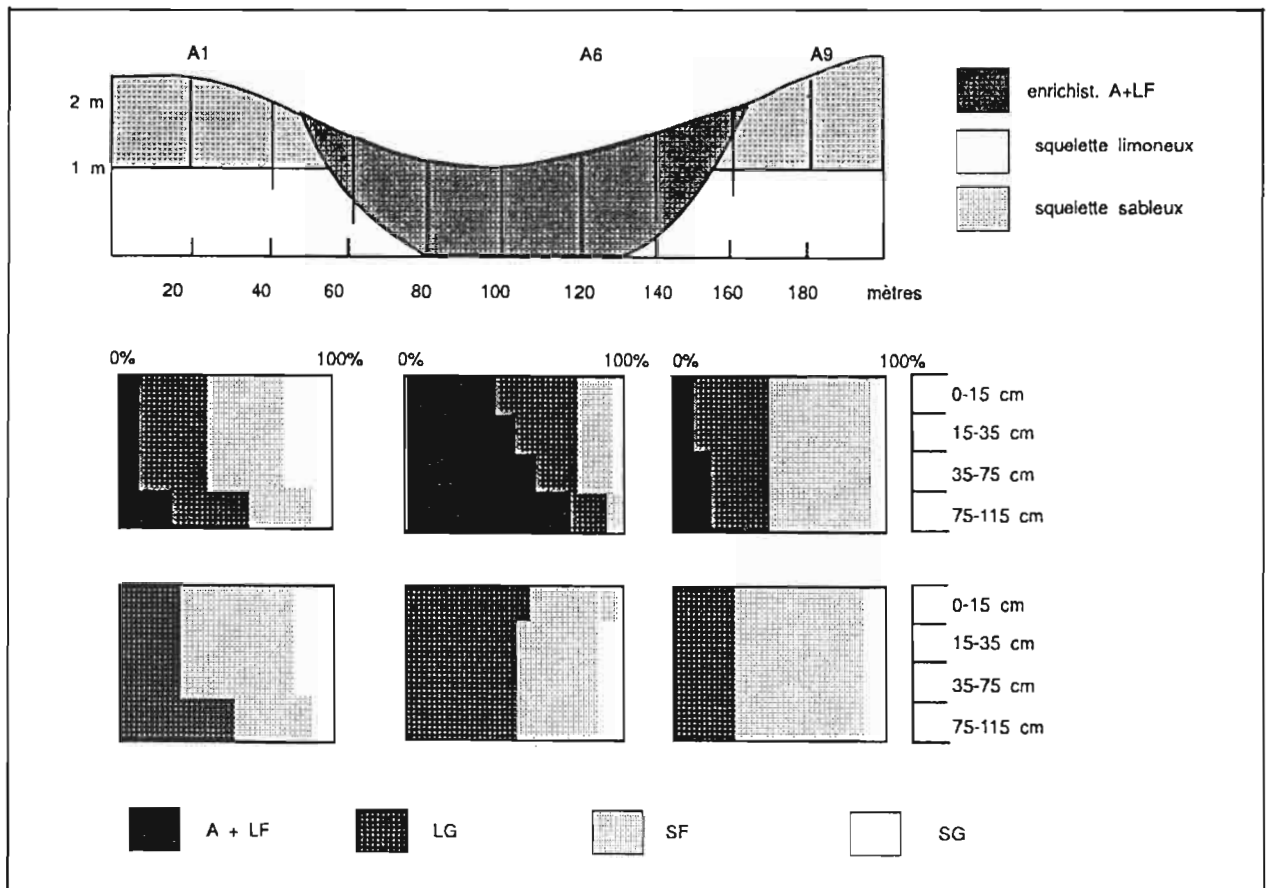 A1 A6 A9
2 m
1 m
enrichist. A+LF
squelette limoneux
squelette sableux
20 40 60 80 100 120 140 160 180 mètres
0% 100% 0% 100% 0% 100%
0-15 cm
15-35 cm
35-75 cm
75-115 cm
0-15 cm
15-35 cm
35-75 cm
75-115 cm
A + LF LG SF SG